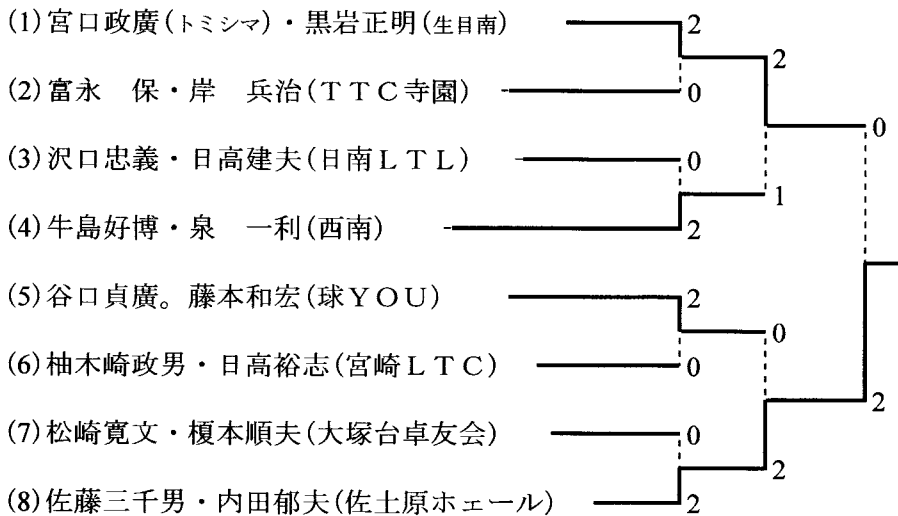 (1)宮口政廣(トミシマ)・黒岩正明(生目南) 2
2
(2)富永　保・岸　兵治(ＴＴＣ寺園) 0
0
(3)沢口忠義・日高建夫(日南ＬＴＬ) 0
1
(4)牛島好博・泉　一利(西南) 2
(5)谷口貞廣。藤本和宏(球ＹＯＵ) 2
0
(6)柚木崎政男・日高裕志(宮崎ＬＴＣ) 0
2
(7)松崎寛文・榎本順夫(大塚台卓友会) 0
2
(8)佐藤三千男・内田郁夫(佐土原ホェール) 2